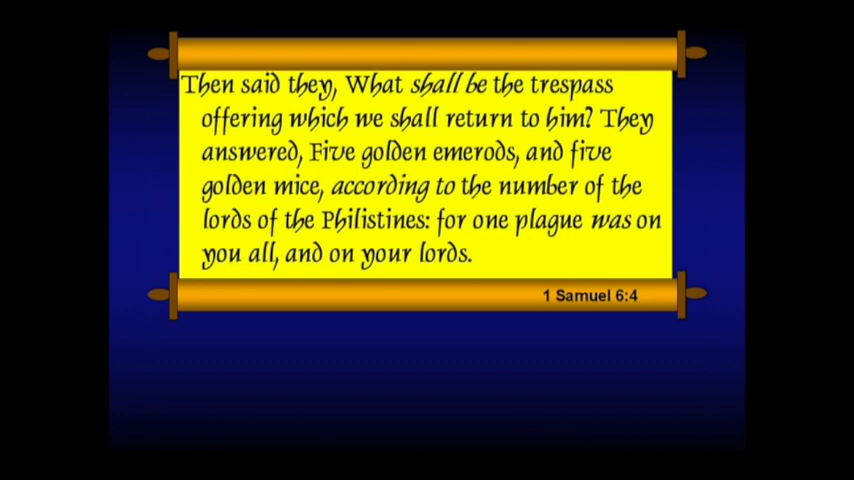 Then said they, What shall be the trespass
offering which we shall return to him? They
answered, Five golden emerods, and five
golden mice, according to the number of the
lords of the Philistines: for one plague was on
you all, and on your lords.
1 Samuel 6:4